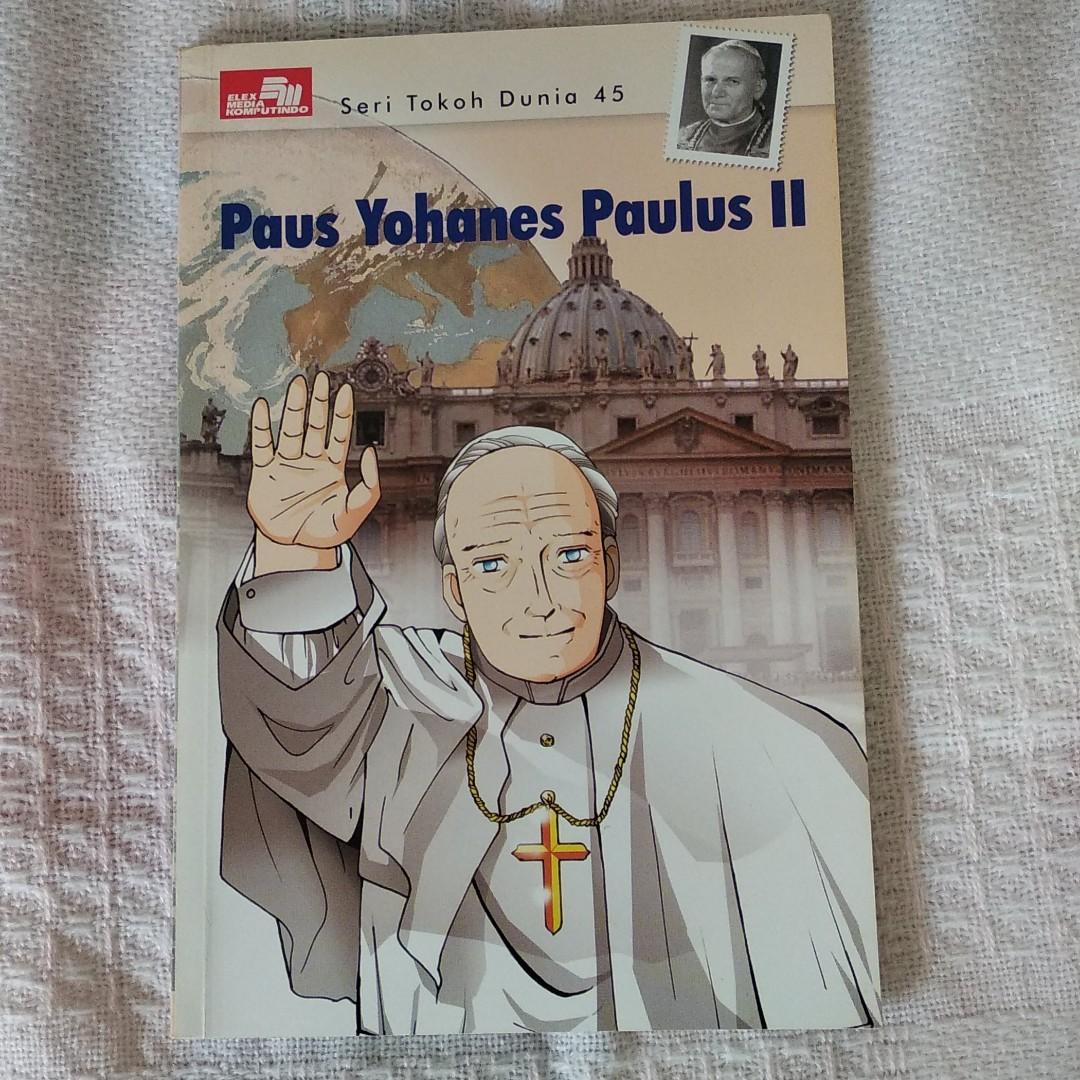 ELEX
MEDIA
KOMPUTINDO
Seri Tokoh Dunia 45
Paus Yohanes Paulus II